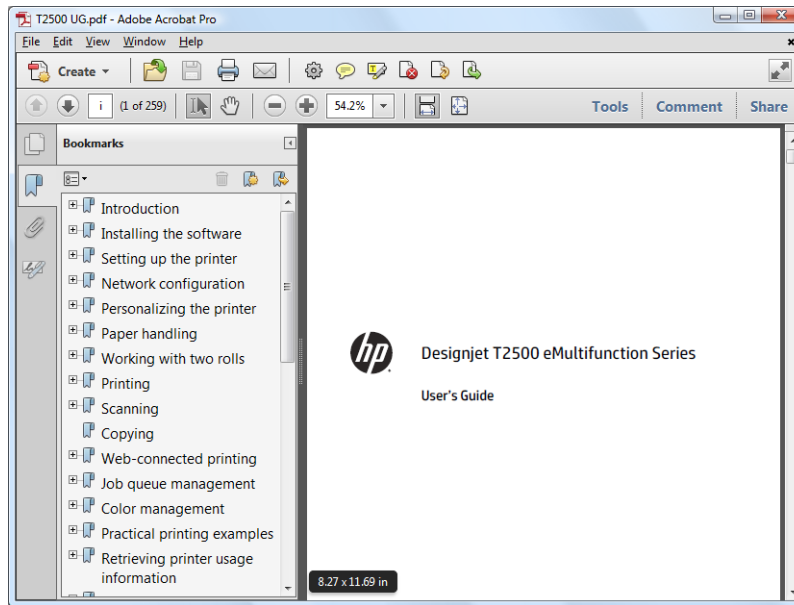 T2500 UG.pdf - Adobe Acrobat Pro
File Edit View Window Help
Create
i (1 of 259) 54.2% Tools Comment Share
Bookmarks
Introduction
Installing the software
Setting up the printer
Network configuration
Personalizing the printer
Paper handling
Working with two rolls
Printing
Scanning
Copying
Web-connected printing
Job queue management
Color management
Practical printing examples
Retrieving printer usage
information
hp
Designjet T2500 eMultifunction Series
User's Guide
8.27 x 11.69 in